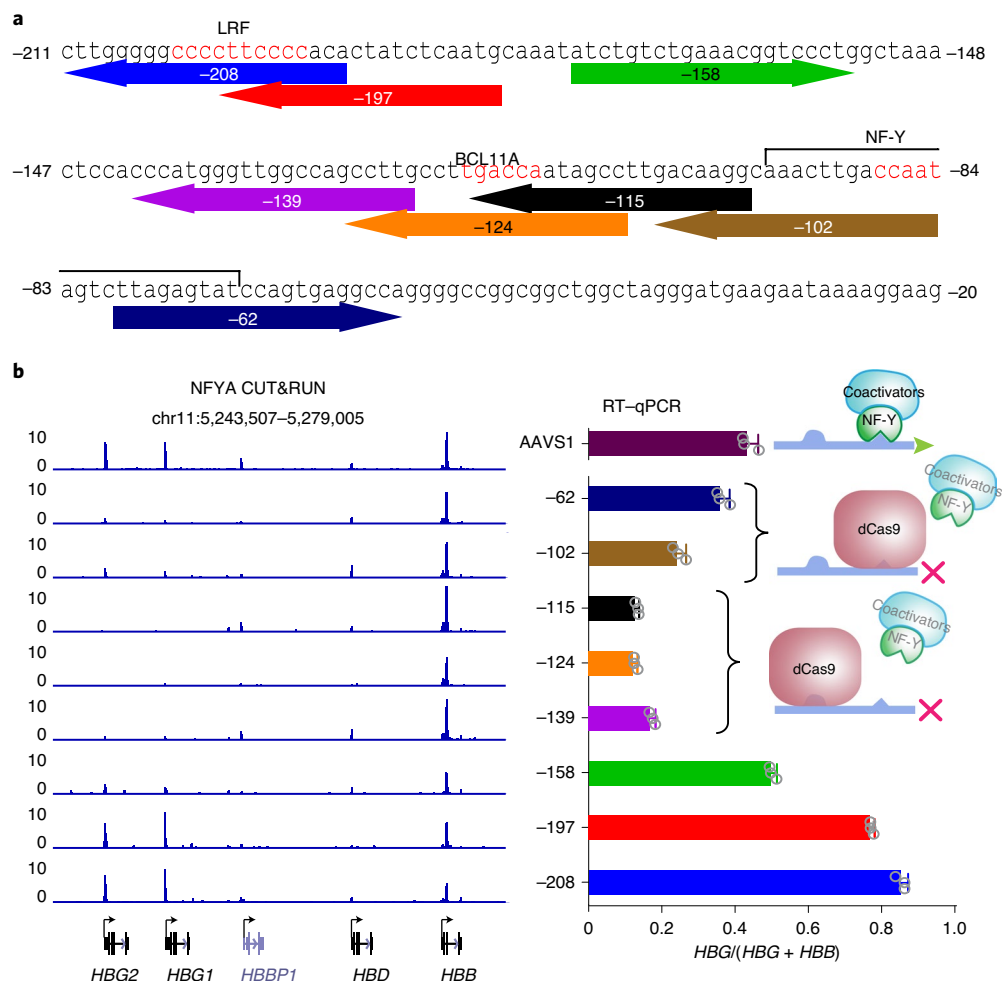 a
LRF
–211 cttgggggccccttccccacactatctcaatgcaaatatctgtctgaaacggtccctggctaaa –148
–208
–158
–197
BCL11A
NF-Y
–147 ctccacccatgggttggccagccttgccttgaccaatagccttgacaaggcaaacttgaccaat –84
–139
–115
–124
–102
–83 agtcttagagtatccagtgaggccaggggccggcggctggctagggatgaagaataaaaggaag –20
–62
b
NFYA CUT&RUN
chr11:5,243,507–5,279,005
10
0
10
0
10
0
10
0
10
0
10
0
10
0
10
0
10
0
HBG2
HBG1
HBBP1
HBD
HBB
RT–qPCR
AAVS1
–62
–102
–115
–124
–139
–158
–197
–208
0
0.2
0.4
0.6
0.8
1.0
HBG/(HBG + HBB)
Coactivators
NF-Y
Coactivators
NF-Y
dCas9
Coactivators
NF-Y
dCas9